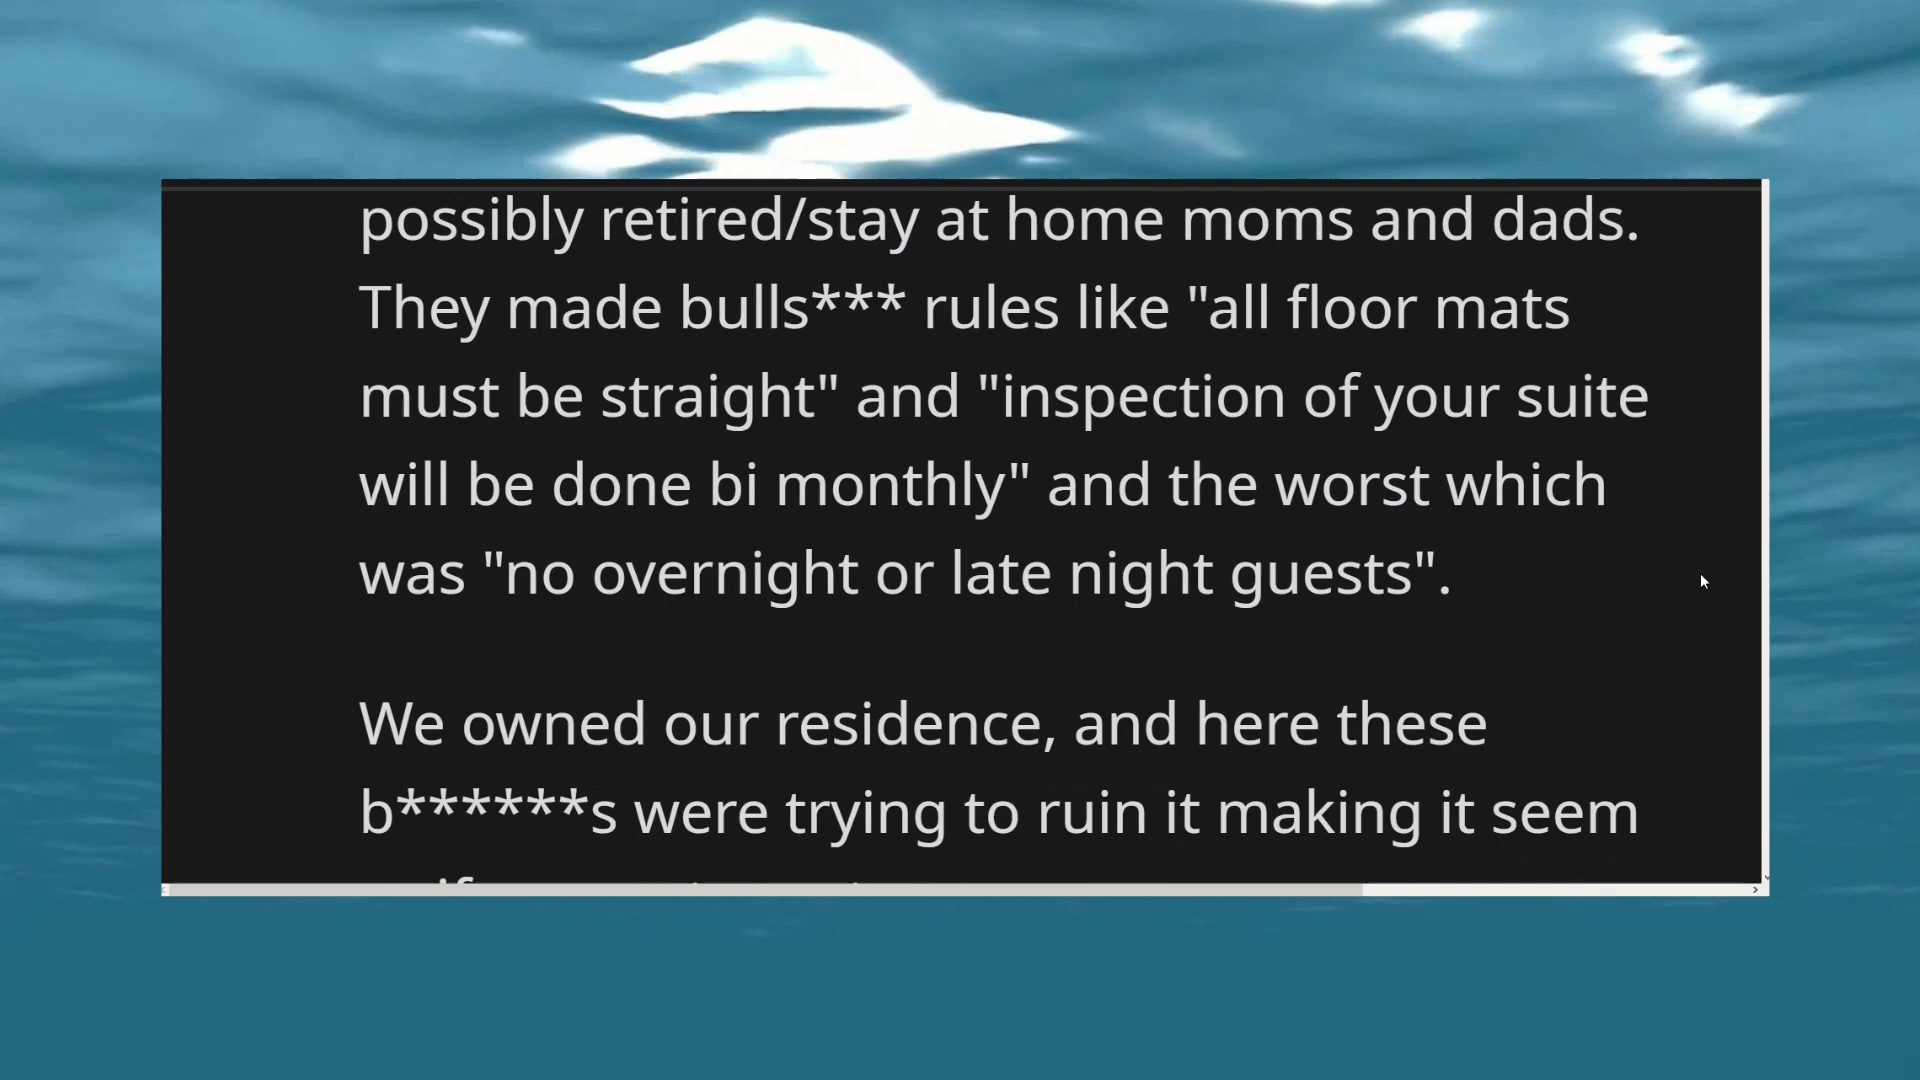 possibly retired/stay at home moms and dads.
They made bulls*** rules like "all floor mats
must be straight" and "inspection of your suite
will be done bi monthly" and the worst which
was "no overnight or late night guests".
We owned our residence, and here these
b******s were trying to ruin it making it seem